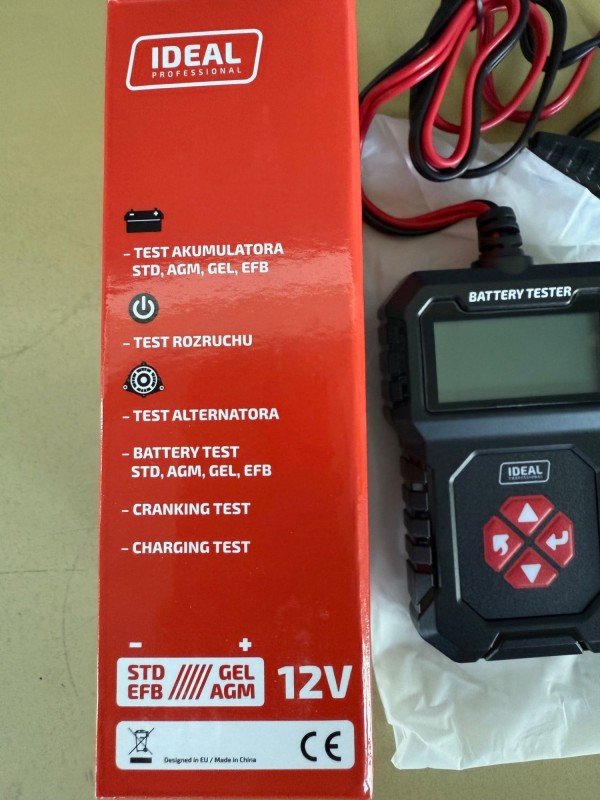 IDEAL
PROFESSIONAL
– TEST AKUMULATORA
STD, AGM, GEL, EFB
– TEST ROZRUCHU
– TEST ALTERNATORA
– BATTERY TEST
STD, AGM, GEL, EFB
– CRANKING TEST
– CHARGING TEST
- +
STD ///// GEL
EFB AGM
12V
Designed in EU / Made in China
CE
BATTERY TESTER
IDEAL
PROFESSIONAL